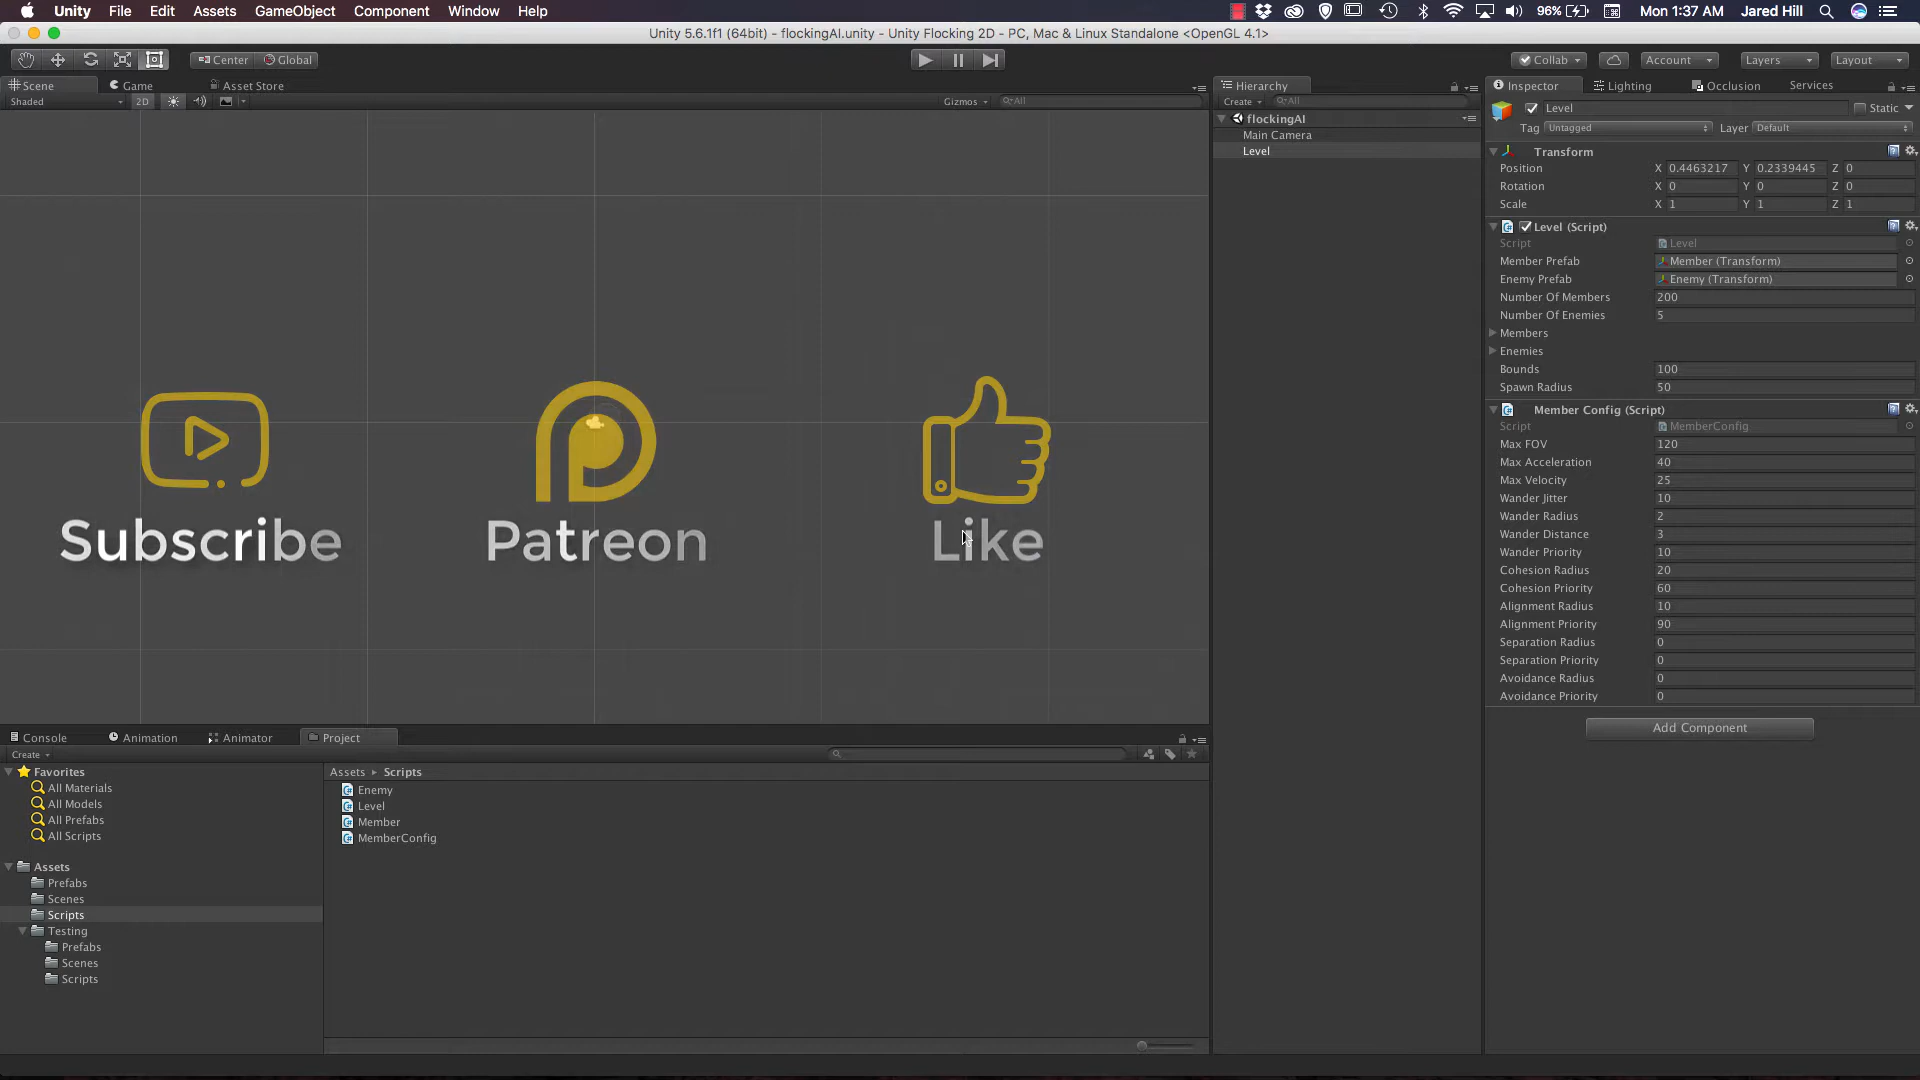 Unity File Edit Assets GameObject Component Window Help 96% Mon 1:37 AM Jared Hill
Unity 5.6.1f1 (64bit) - flockingAI.unity - Unity Flocking 2D - PC, Mac & Linux Standalone <OpenGL 4.1>
Center Global Collab Account Layers Layout
Scene Game Asset Store
Shaded 2D Gizmos All
Subscribe Patreon Like
Hierarchy
Create All
flockingAI
Main Camera
Level
Inspector Lighting Occlusion Services
Level Static
Tag Untagged Layer Default
Transform
Position X 0.4463217 Y 0.2339445 Z 0
Rotation X 0 Y 0 Z 0
Scale X 1 Y 1 Z 1
Level (Script)
Script Level
Member Prefab Member (Transform)
Enemy Prefab Enemy (Transform)
Number Of Members 200
Number Of Enemies 5
Members
Enemies
Bounds 100
Spawn Radius 50
Member Config (Script)
Script MemberConfig
Max FOV 120
Max Acceleration 40
Max Velocity 25
Wander Jitter 10
Wander Radius 2
Wander Distance 3
Wander Priority 10
Cohesion Radius 20
Cohesion Priority 60
Alignment Radius 10
Alignment Priority 90
Separation Radius 0
Separation Priority 0
Avoidance Radius 0
Avoidance Priority 0
Add Component
Console Animation Animator Project
Create
Favorites
All Materials
All Models
All Prefabs
All Scripts
Assets
Prefabs
Scenes
Scripts
Testing
Prefabs
Scenes
Scripts
Assets Scripts
Enemy
Level
Member
MemberConfig